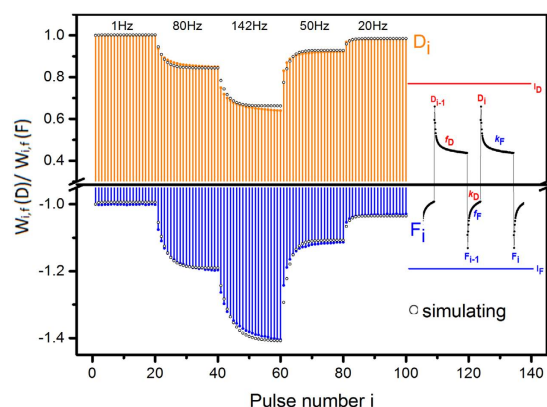 1Hz 80Hz 142Hz 50Hz 20Hz
Di
1.0
0.8
0.6
0.4
-1.0
-1.2
-1.4
Wi,f (D)/ Wi,f (F)
ID
Di-1 Di
fD kF
kD
fF
Fi
Fi-1 Fi
IF
simulating
0 20 40 60 80 100 120 140
Pulse number i